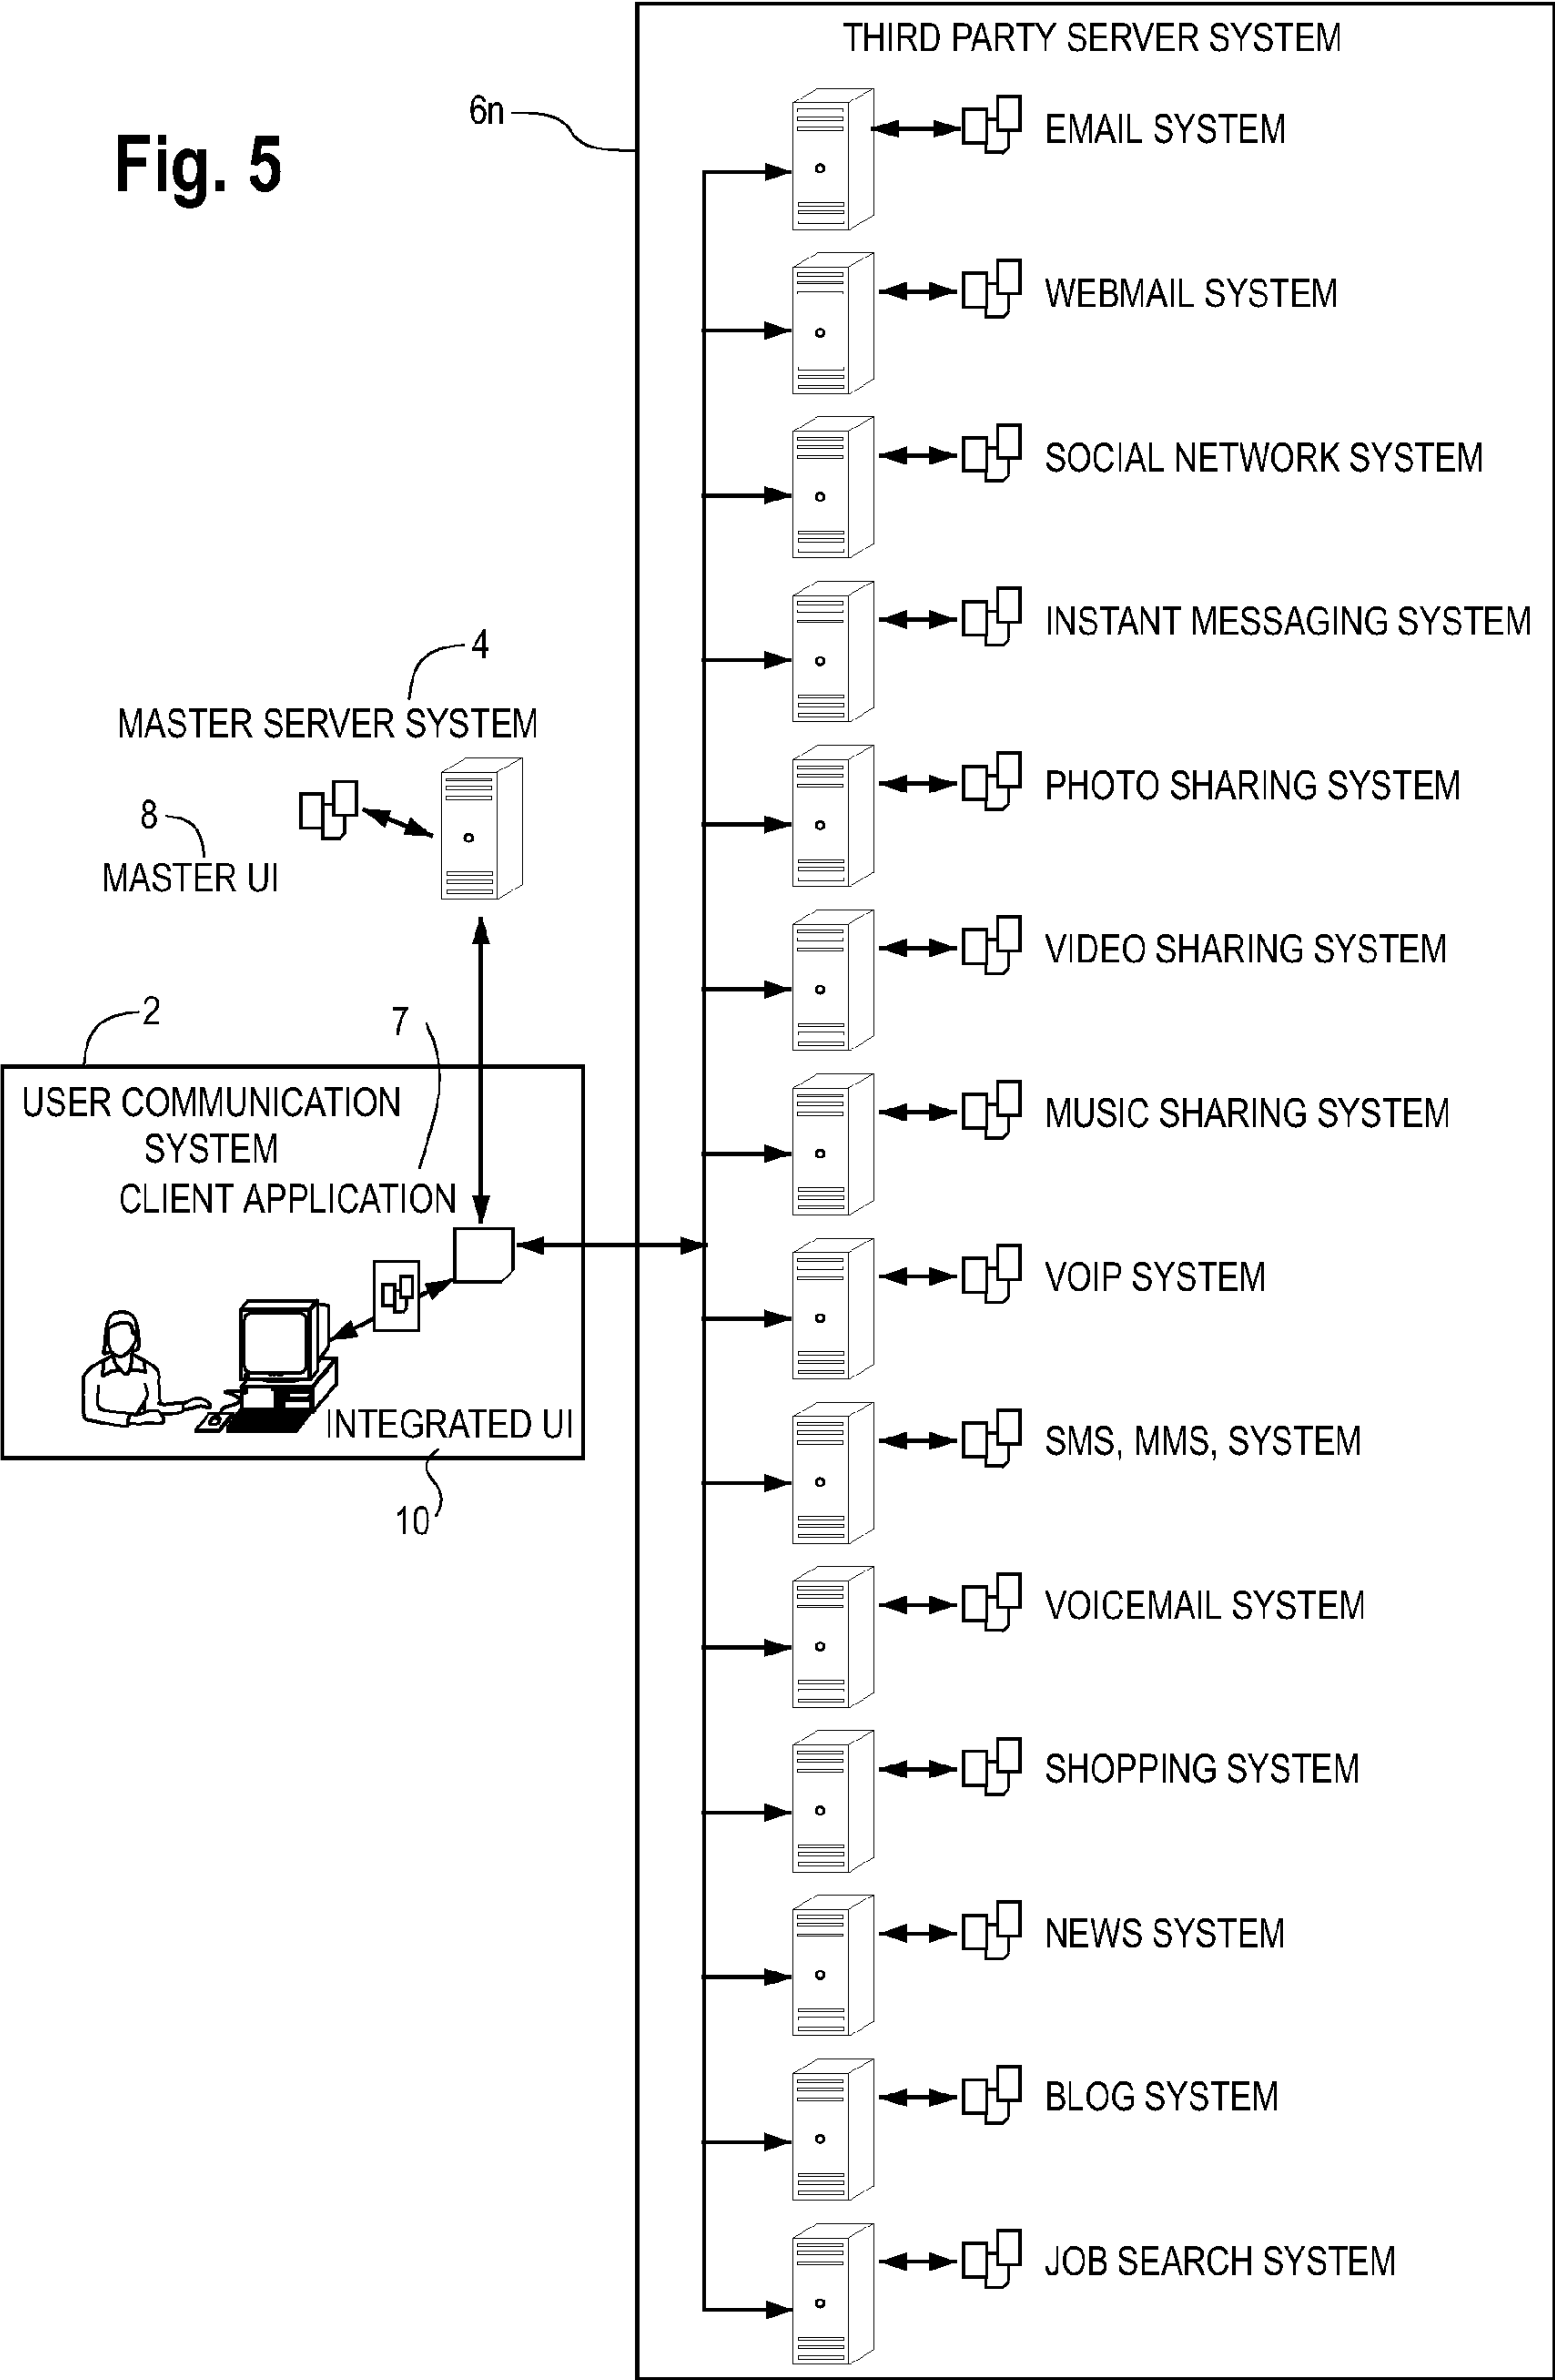 Fig. 5
THIRD PARTY SERVER SYSTEM
6n
EMAIL SYSTEM
WEBMAIL SYSTEM
SOCIAL NETWORK SYSTEM
INSTANT MESSAGING SYSTEM
PHOTO SHARING SYSTEM
VIDEO SHARING SYSTEM
MUSIC SHARING SYSTEM
VOIP SYSTEM
SMS, MMS, SYSTEM
VOICEMAIL SYSTEM
SHOPPING SYSTEM
NEWS SYSTEM
BLOG SYSTEM
JOB SEARCH SYSTEM
4
MASTER SERVER SYSTEM
8
MASTER UI
2
7
USER COMMUNICATION
SYSTEM
CLIENT APPLICATION
INTEGRATED UI
10